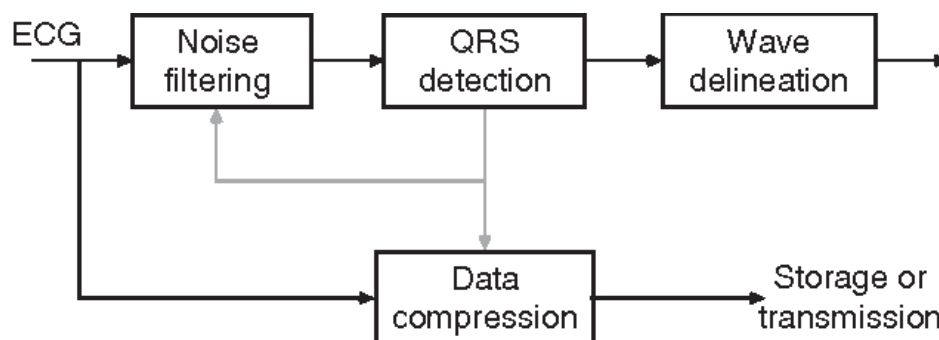 ECG
Noise
filtering
QRS
detection
Wave
delineation
Data
compression
Storage or
transmission